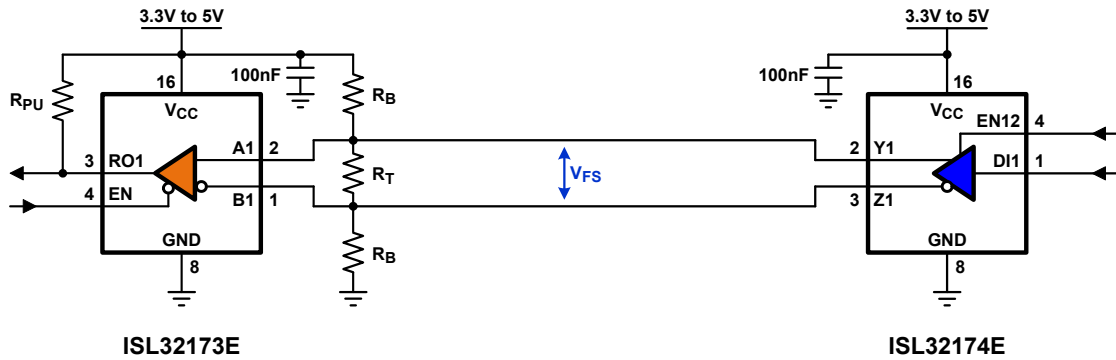 3.3V to 5V
3.3V to 5V
100nF
100nF
16
16
RPU
RB
VCC
VCC
EN12 4
A1 2
2 Y1
3 RO1
RT
VFS
DI1 1
4 EN
B1 1
3 Z1
GND
RB
GND
8
8
ISL32173E
ISL32174E